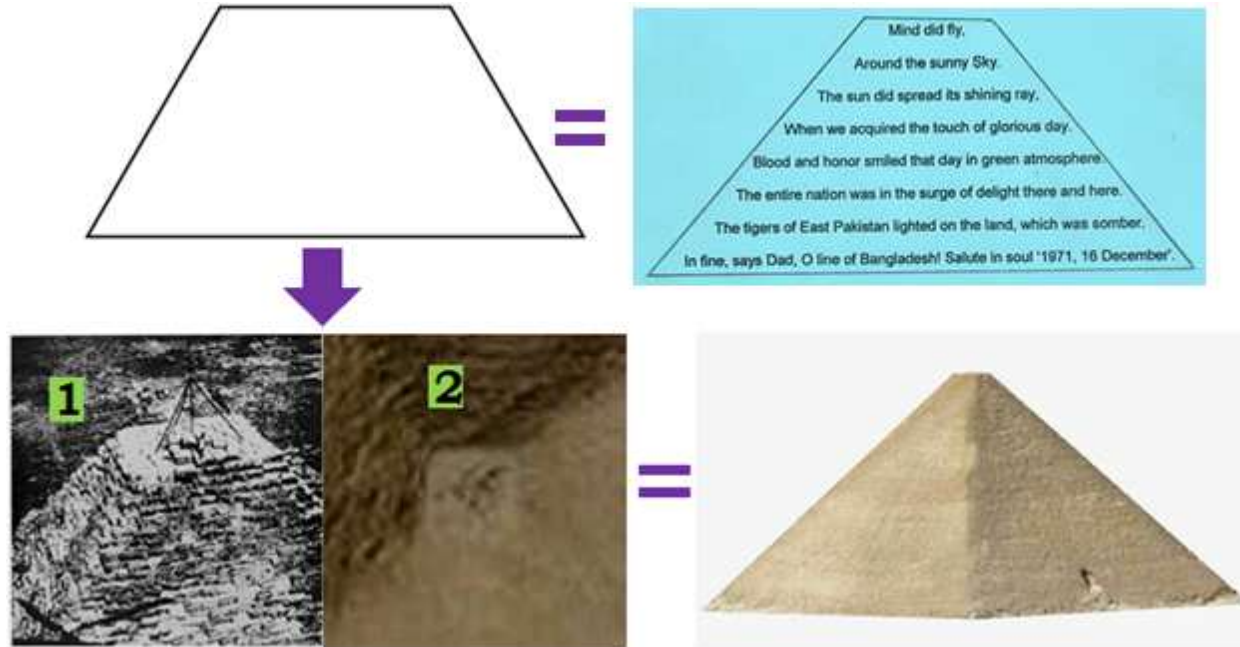 Mind did fly,
Around the sunny Sky.
The sun did spread its shining ray,
When we acquired the touch of glorious day.
Blood and honor smiled that day in green atmosphere.
The entire nation was in the surge of delight there and here.
The tigers of East Pakistan lighted on the land, which was somber.
In fine, says Dad, O line of Bangladesh! Salute in soul '1971, 16 December'.
1
2